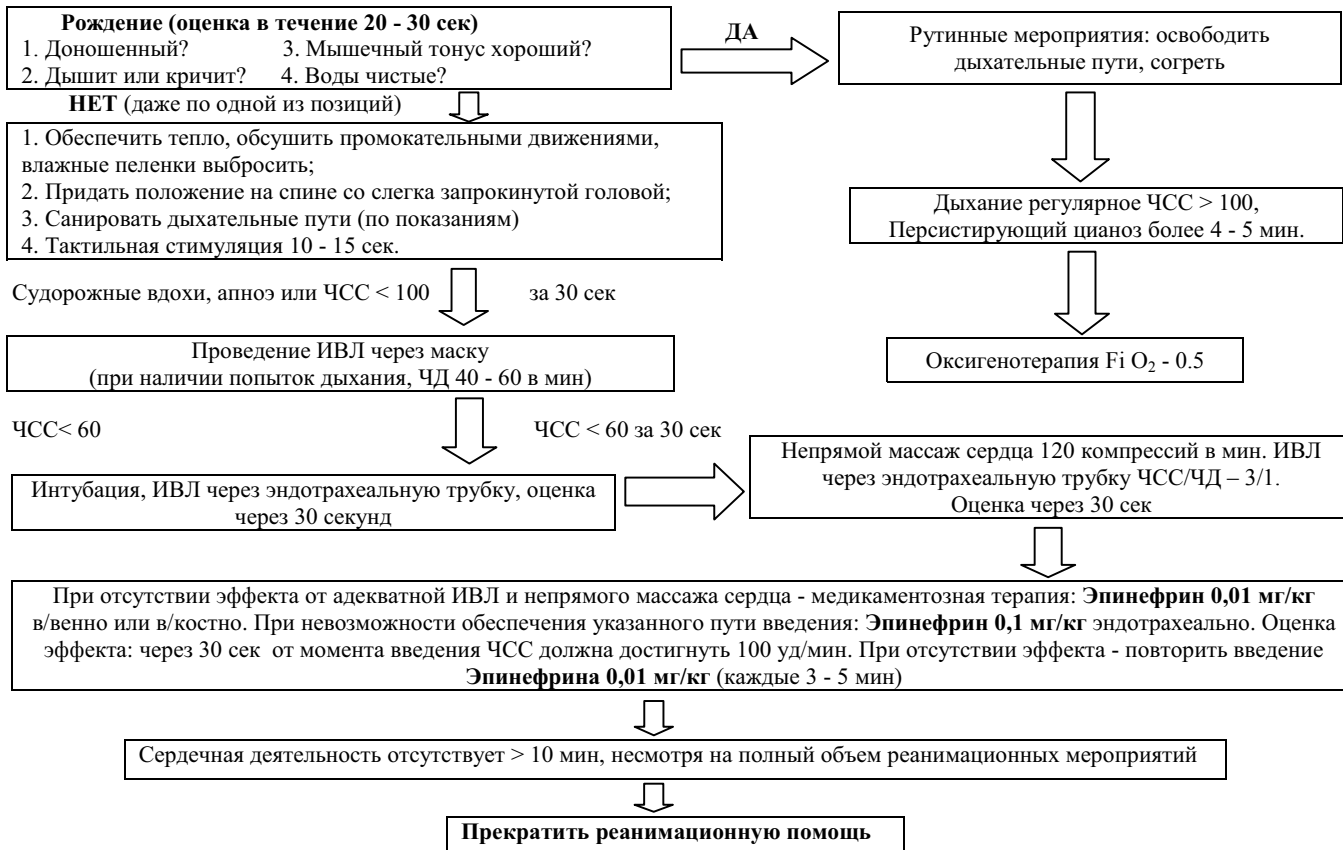 Рождение (оценка в течение 20 - 30 сек)
1. Доношенный? 3. Мышечный тонус хороший?
2. Дышит или кричит? 4. Воды чистые?
ДА
Рутинные мероприятия: освободить
дыхательные пути, согреть
НЕТ (даже по одной из позиций)
1. Обеспечить тепло, обсушить промокательными движениями,
влажные пеленки выбросить;
2. Придать положение на спине со слегка запрокинутой головой;
3. Санировать дыхательные пути (по показаниям)
4. Тактильная стимуляция 10 - 15 сек.
Дыхание регулярное ЧСС > 100,
Персистирующий цианоз более 4 - 5 мин.
Судорожные вдохи, апноэ или ЧСС < 100 за 30 сек
Проведение ИВЛ через маску
(при наличии попыток дыхания, ЧД 40 - 60 в мин)
Оксигенотерапия Fi O₂ - 0.5
ЧСС< 60 ЧСС < 60 за 30 сек
Интубация, ИВЛ через эндотрахеальную трубку, оценка
через 30 секунд
Непрямой массаж сердца 120 компрессий в мин. ИВЛ
через эндотрахеальную трубку ЧСС/ЧД – 3/1.
Оценка через 30 сек
При отсутствии эффекта от адекватной ИВЛ и непрямого массажа сердца - медикаментозная терапия: Эпинефрин 0,01 мг/кг
в/венно или в/костно. При невозможности обеспечения указанного пути введения: Эпинефрин 0,1 мг/кг эндотрахеально. Оценка
эффекта: через 30 сек от момента введения ЧСС должна достигнуть 100 уд/мин. При отсутствии эффекта - повторить введение
Эпинефрина 0,01 мг/кг (каждые 3 - 5 мин)
Сердечная деятельность отсутствует > 10 мин, несмотря на полный объем реанимационных мероприятий
Прекратить реанимационную помощь